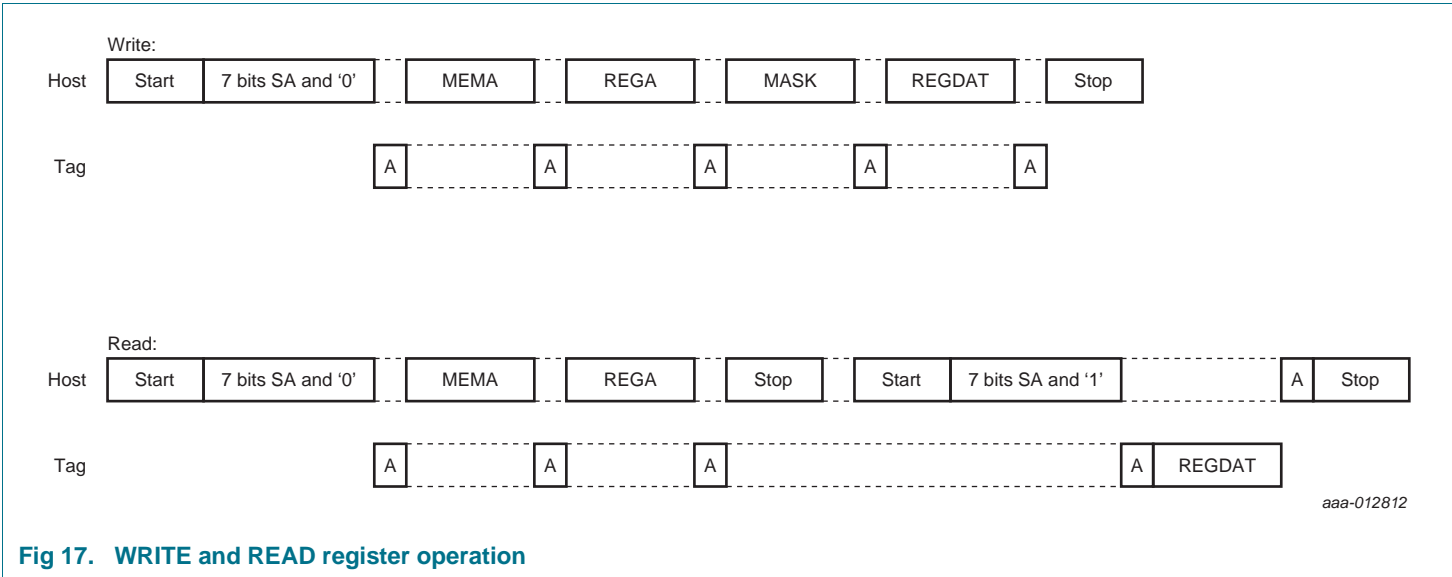 Write:
Host Start 7 bits SA and ‘0’ MEMA REGA MASK REGDAT Stop
Tag A A A A A
Read:
Host Start 7 bits SA and ‘0’ MEMA REGA Stop Start 7 bits SA and ‘1’ A Stop
Tag A A A A REGDAT
aaa-012812
Fig 17. WRITE and READ register operation